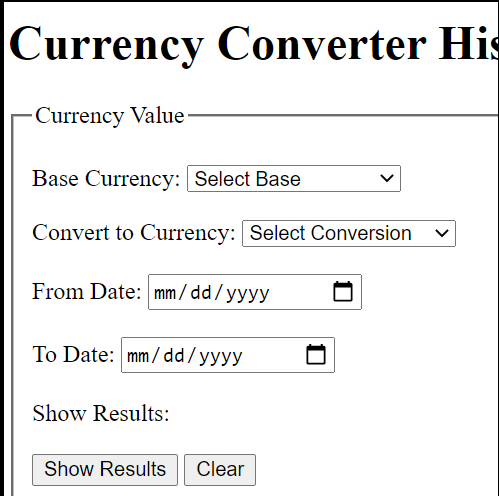 Currency Converter His
Currency Value
Base Currency: Select Base
Convert to Currency: Select Conversion
From Date: mm/dd/yyyy
To Date: mm/dd/yyyy
Show Results:
Show Results Clear